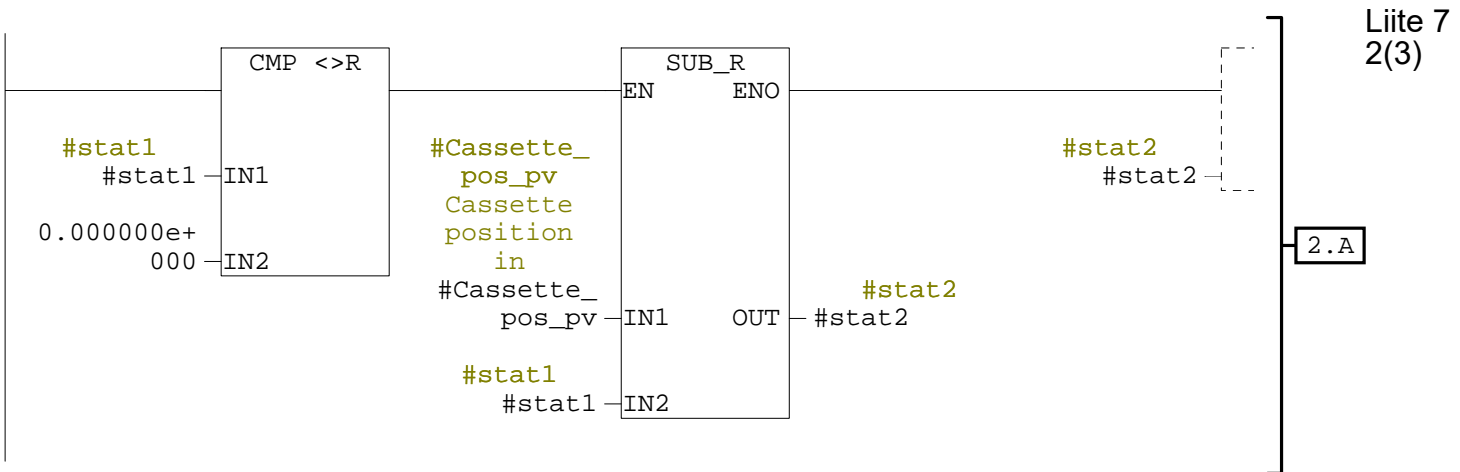 Liite 7
2(3)
CMP <>R
#stat1
#stat1
IN1
0.000000e+
000
IN2
SUB_R
EN ENO
#Cassette_
pos_pv
Cassette
position
in
#Cassette_
pos_pv
IN1 OUT
#stat2
#stat2
#stat1
#stat1
IN2
#stat2
#stat2
2.A